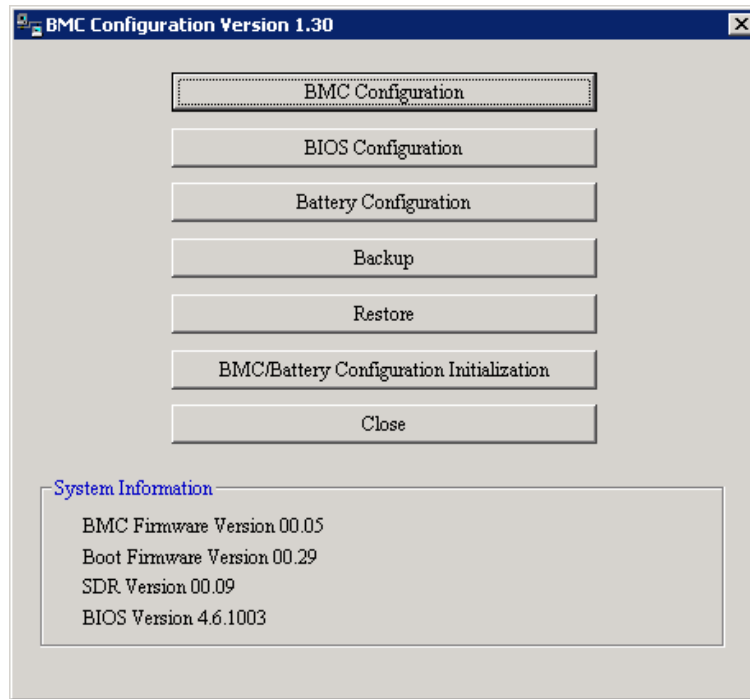 BMC Configuration Version 1.30
BMC Configuration
BIOS Configuration
Battery Configuration
Backup
Restore
BMC/Battery Configuration Initialization
Close
System Information
BMC Firmware Version 00.05
Boot Firmware Version 00.29
SDR Version 00.09
BIOS Version 4.6.1003